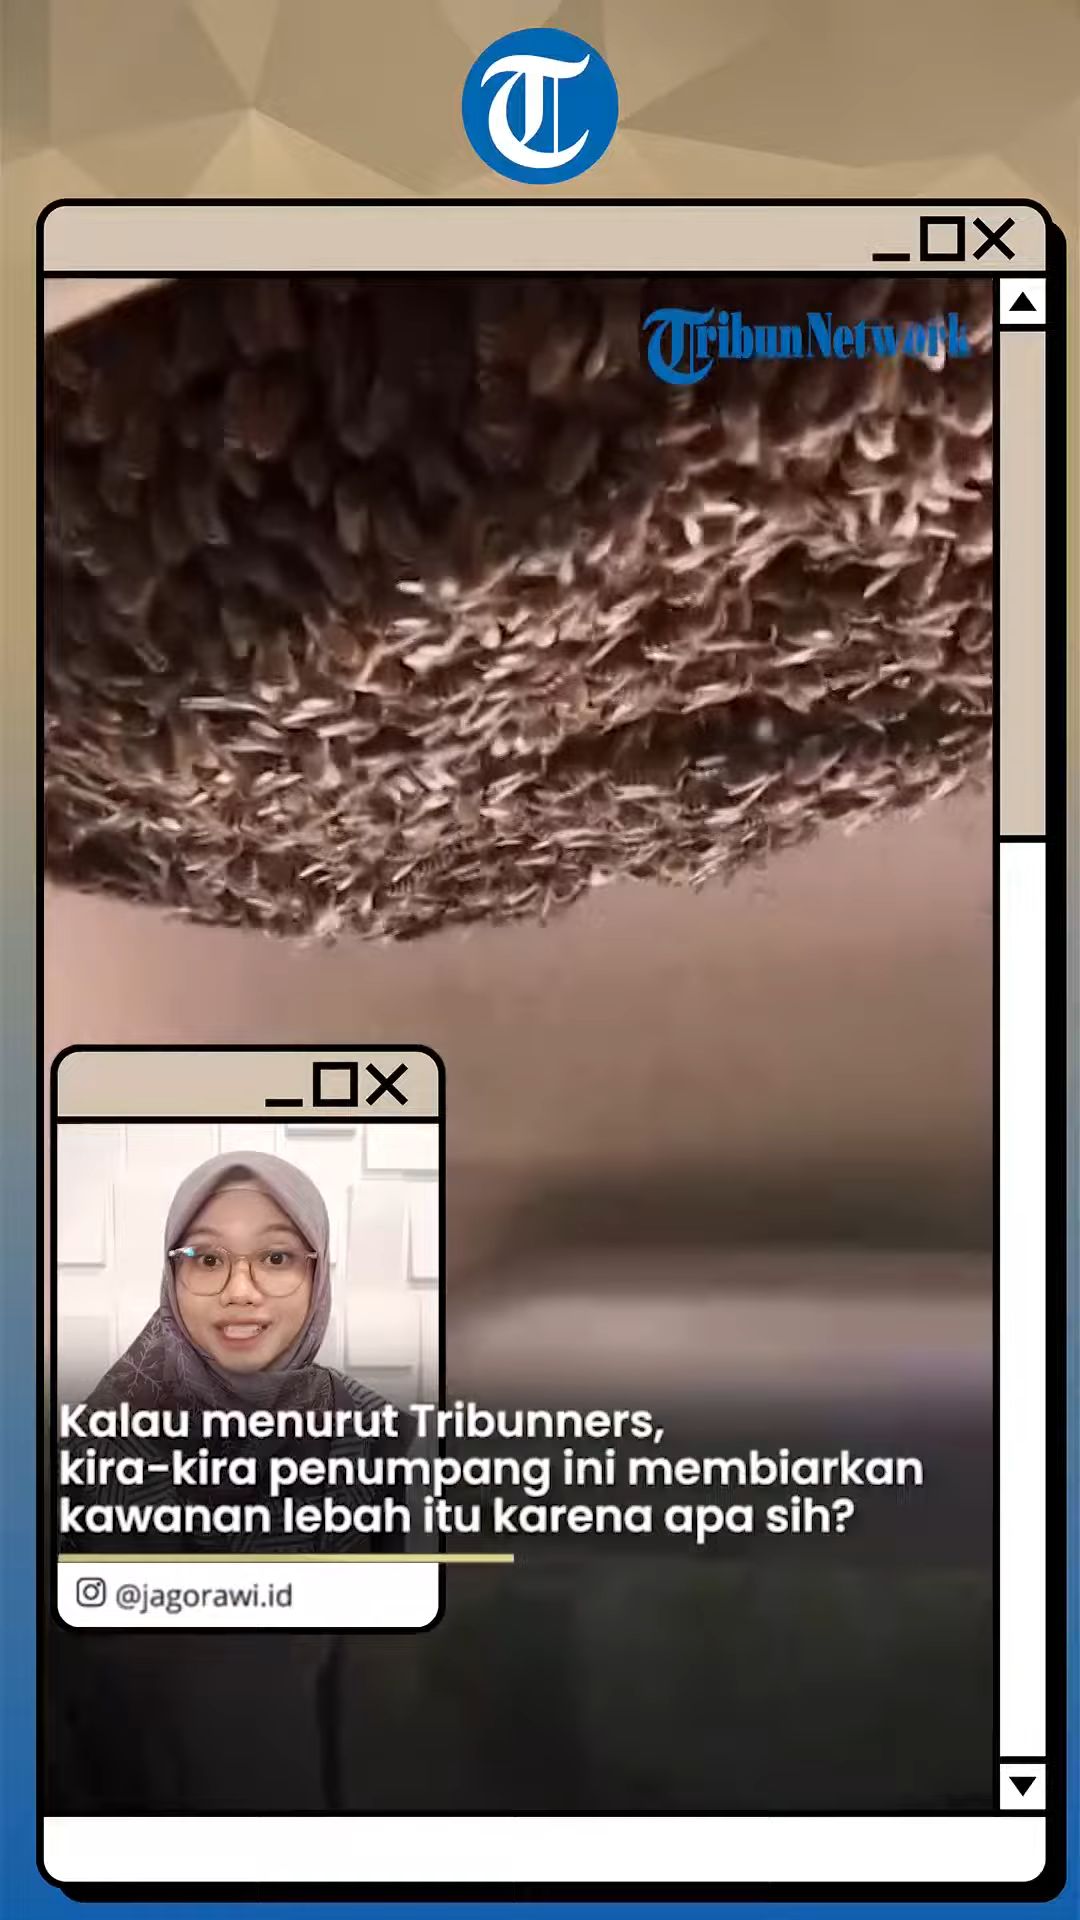 T
TribunNetwork
Kalau menurut Tribunners,
kira-kira penumpang ini membiarkan
kawanan lebah itu karena apa sih?
@jagorawi.id